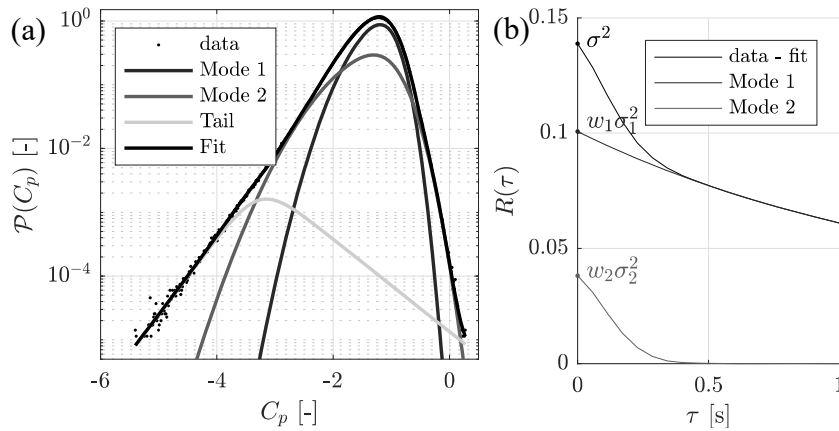 (a)
10^0
10^−2
10^−4
P(C_p) [-]
data
Mode 1
Mode 2
Tail
Fit
-6
-4
-2
0
C_p [-]
(b)
0.15
0.1
0.05
0
R(τ)
σ^2
w_1σ_1^2
w_2σ_2^2
data - fit
Mode 1
Mode 2
0
0.5
1
τ [s]